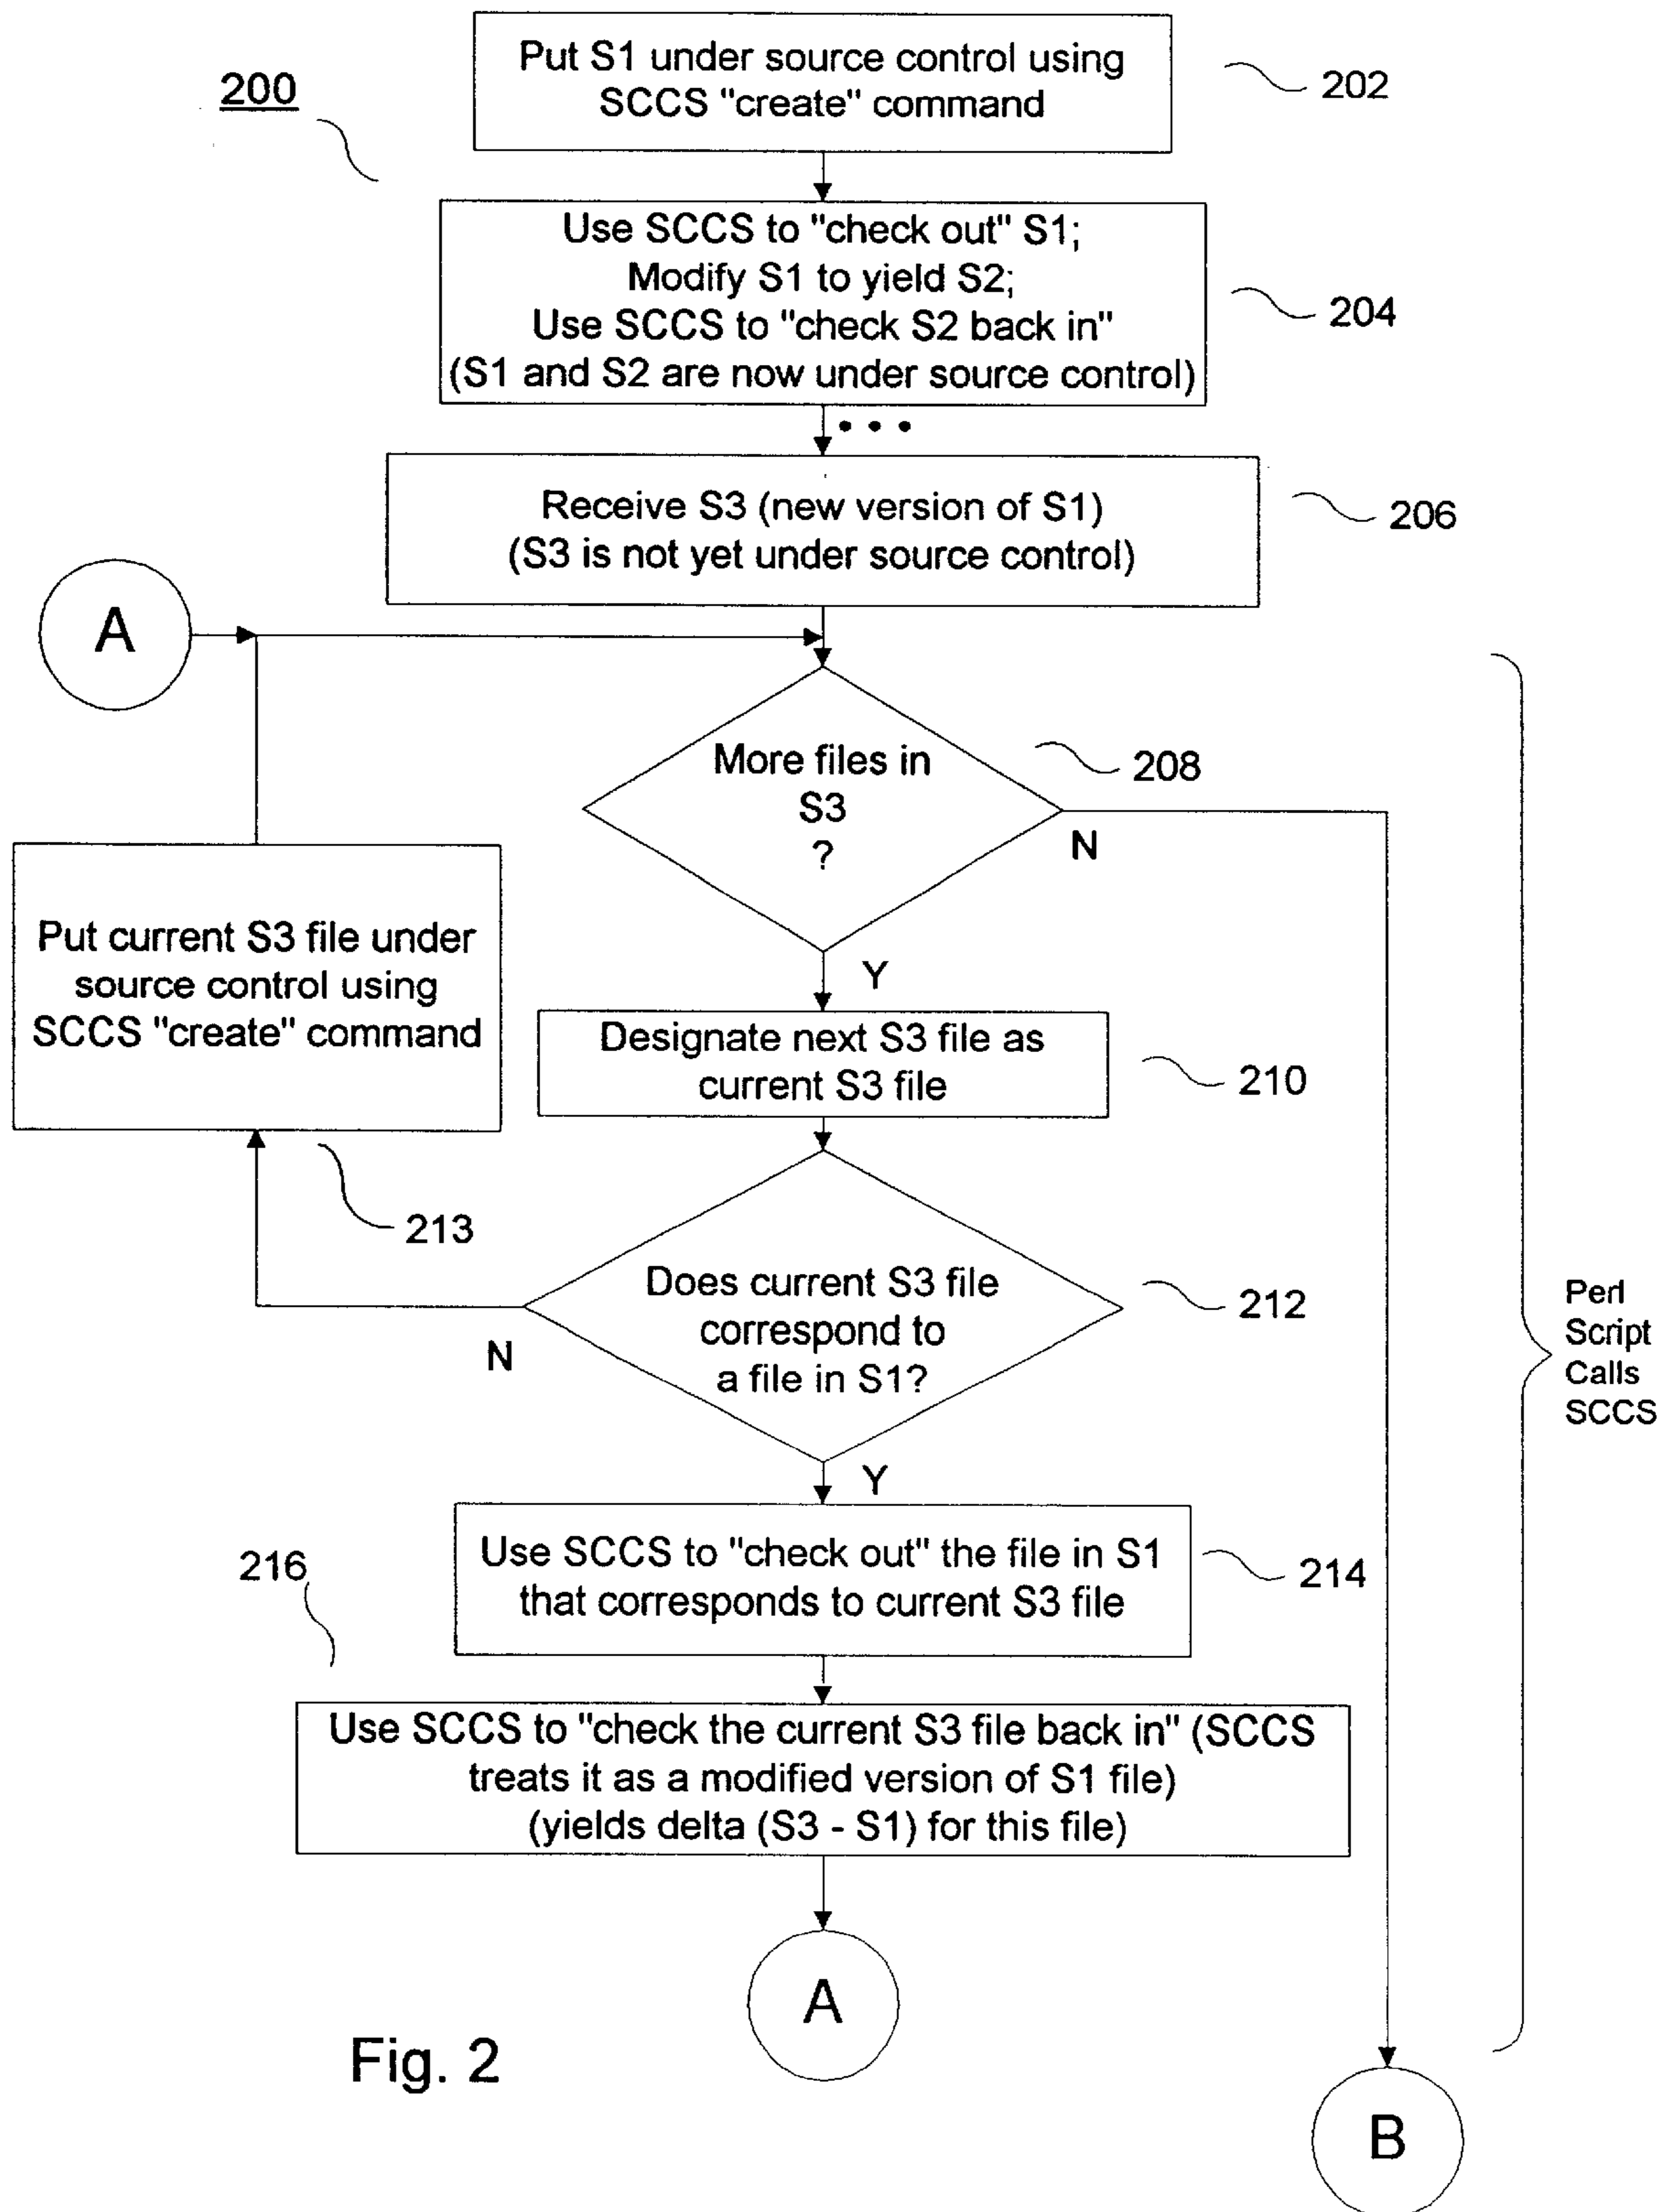 200
Put S1 under source control using
SCCS "create" command
202
Use SCCS to "check out" S1;
Modify S1 to yield S2;
Use SCCS to "check S2 back in"
(S1 and S2 are now under source control)
204
• • •
Receive S3 (new version of S1)
(S3 is not yet under source control)
206
A
More files in
S3
?
208
N
Y
Put current S3 file under
source control using
SCCS "create" command
213
Designate next S3 file as
current S3 file
210
Does current S3 file
correspond to
a file in S1?
212
N
Y
Perl
Script
Calls
SCCS
Use SCCS to "check out" the file in S1
that corresponds to current S3 file
214
216
Use SCCS to "check the current S3 file back in" (SCCS
treats it as a modified version of S1 file)
(yields delta (S3 - S1) for this file)
A
B
Fig. 2